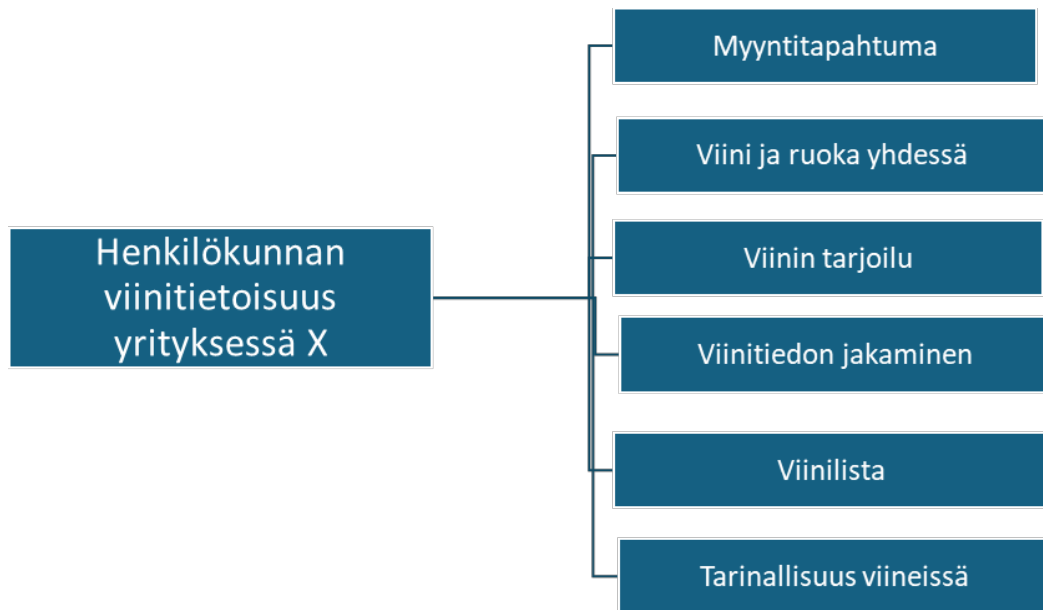 Henkilökunnan
viinitietoisuus
yrityksessä X
Myyntitapahtuma
Viini ja ruoka yhdessä
Viinin tarjoilu
Viinitiedon jakaminen
Viinilista
Tarinallisuus viineissä